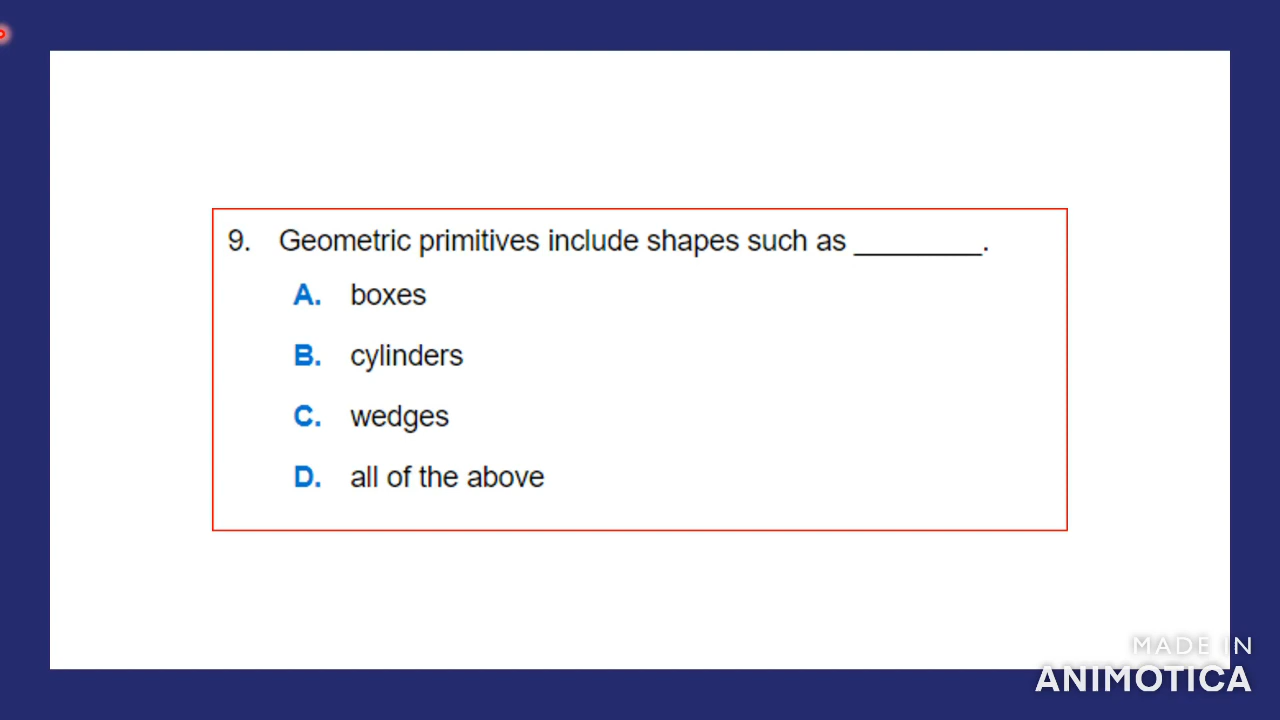 9. Geometric primitives include shapes such as ________.
A. boxes
B. cylinders
C. wedges
D. all of the above
MADE IN
ANIMOTICA